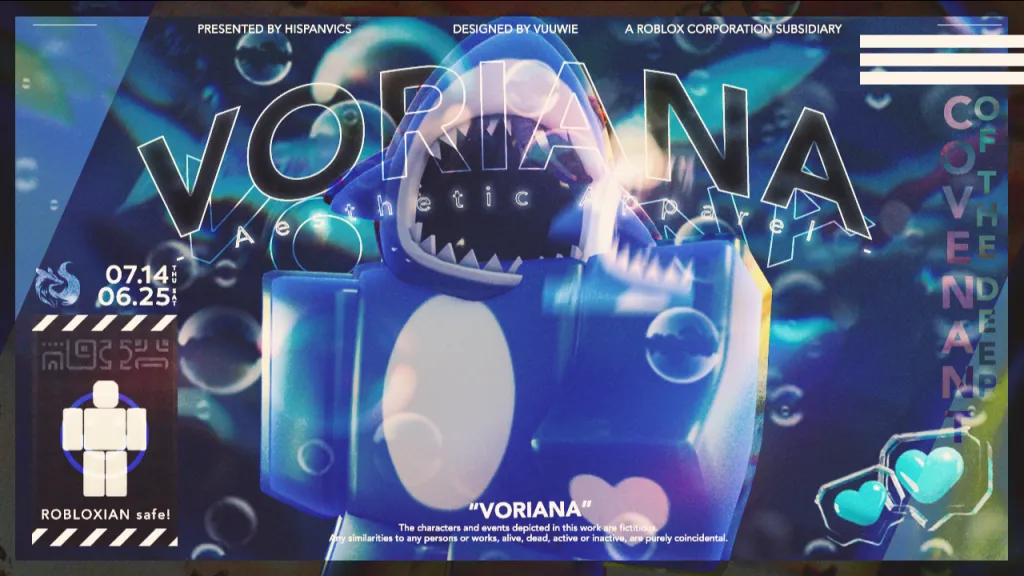 PRESENTED BY HISPANVICS
DESIGNED BY VUUWIE
A ROBLOX CORPORATION SUBSIDIARY
VORIANA
Aesthetic Apparel
COVENANT
OF THE DEEP
07.14 THU
06.25 SAT
ROBLOXIAN safe!
“VORIANA”
The characters and events depicted in this work are fictitious.
Any similarities to any persons or works, alive, dead, active or inactive, are purely coincidental.